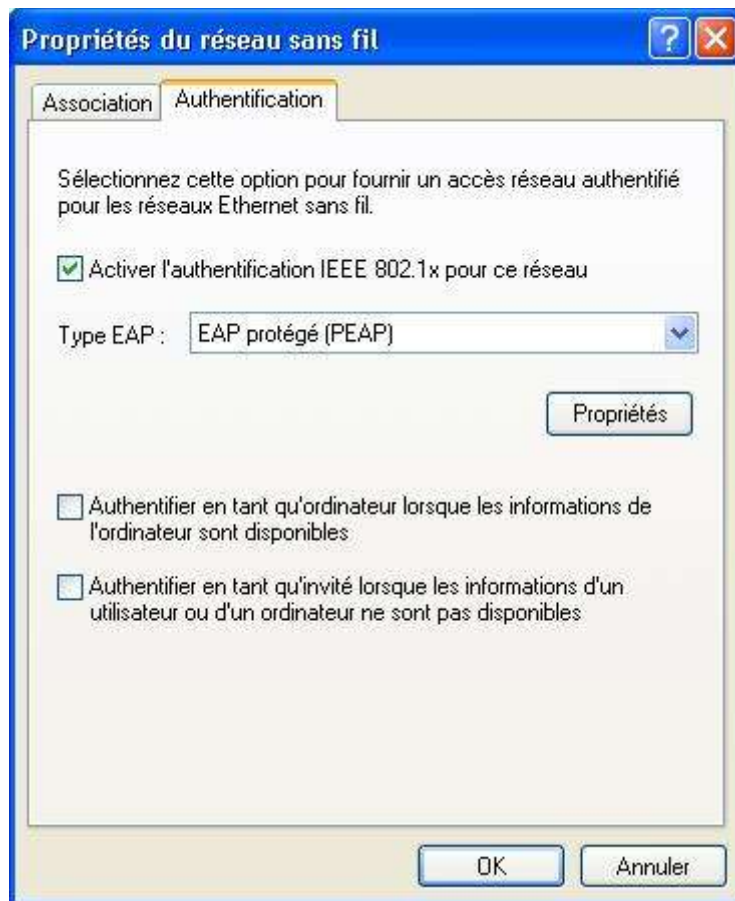 Propriétés du réseau sans fil
Association
Authentification
Sélectionnez cette option pour fournir un accès réseau authentifié
pour les réseaux Ethernet sans fil.
Activer l'authentification IEEE 802.1x pour ce réseau
Type EAP :
EAP protégé (PEAP)
Propriétés
Authentifier en tant qu'ordinateur lorsque les informations de
l'ordinateur sont disponibles
Authentifier en tant qu'invité lorsque les informations d'un
utilisateur ou d'un ordinateur ne sont pas disponibles
OK
Annuler